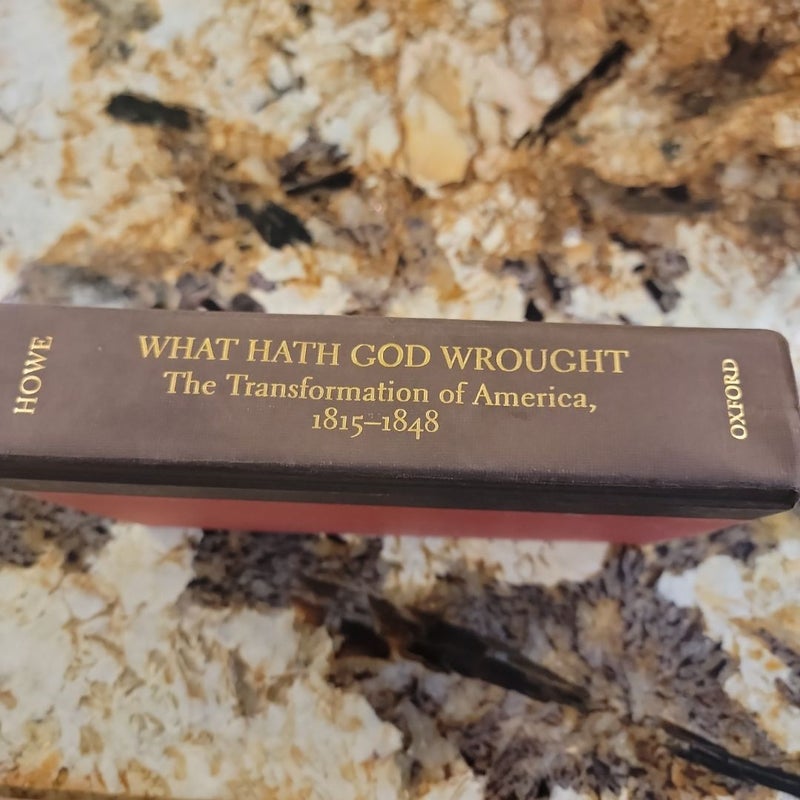 HOWE
WHAT HATH GOD WROUGHT
The Transformation of America,
1815–1848
OXFORD